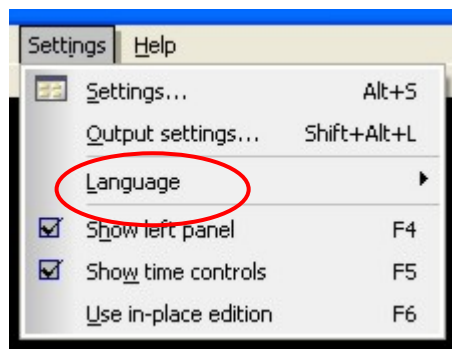 Settings Help
Settings... Alt+S
Output settings... Shift+Alt+L
Language
Show left panel F4
Show time controls F5
Use in-place edition F6